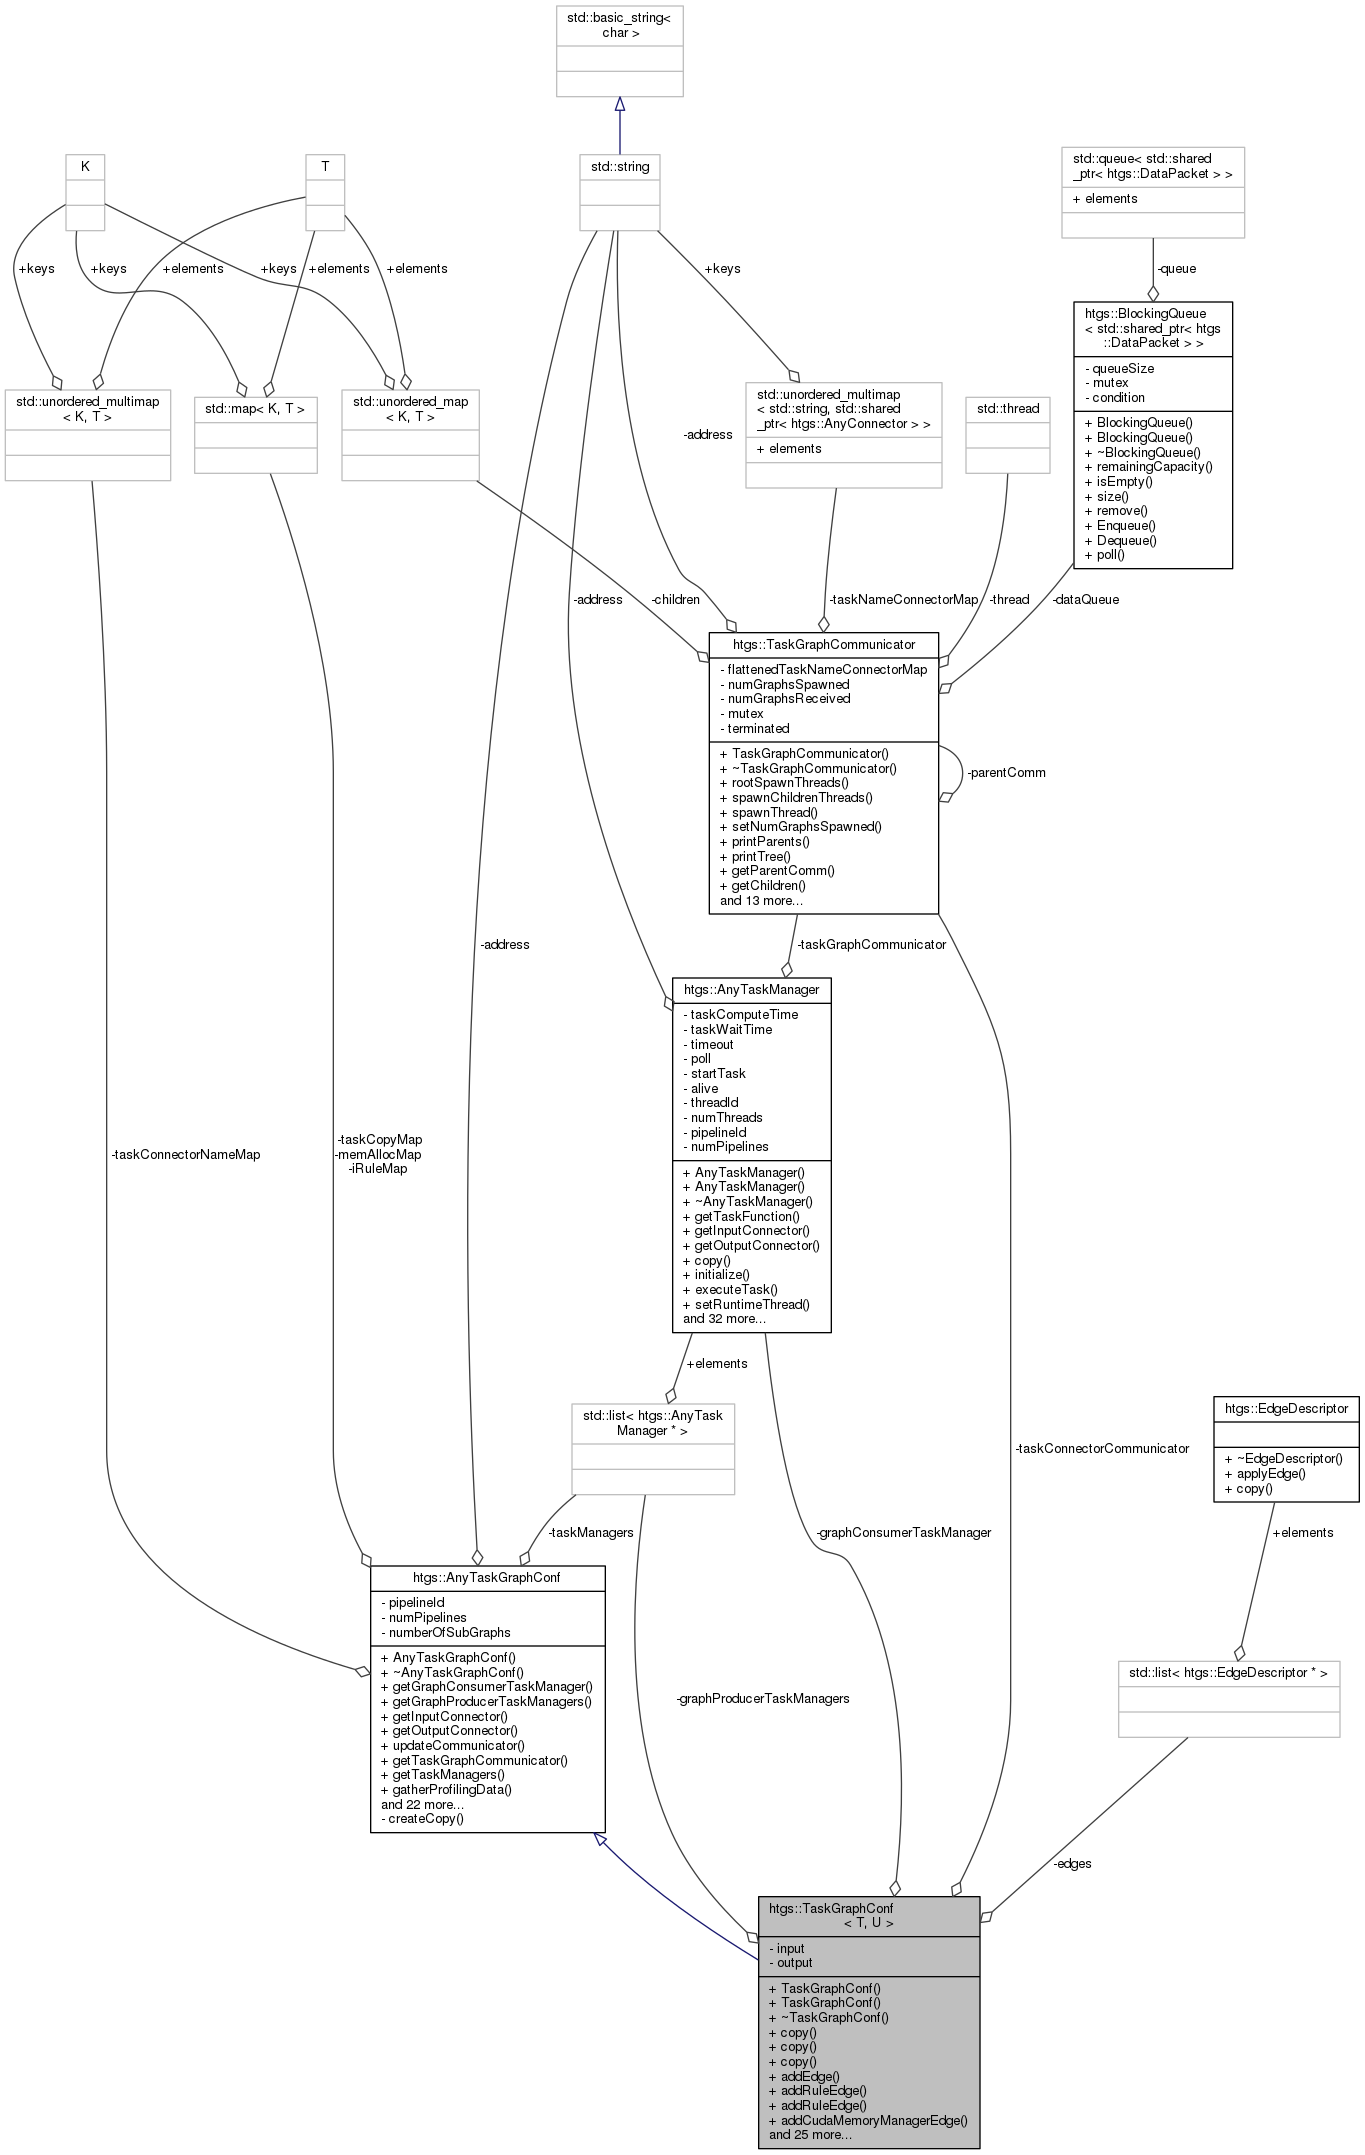 std::basic_string<
char >
K
T
std::string
std::queue< std::shared
_ptr< htgs::DataPacket > >
+ elements
+keys
+keys
+elements
+keys
+elements
+elements
+keys
-queue
htgs::BlockingQueue
< std::shared_ptr< htgs
::DataPacket > >
- queueSize
- mutex
- condition
+ BlockingQueue()
+ BlockingQueue()
+ ~BlockingQueue()
+ remainingCapacity()
+ isEmpty()
+ size()
+ remove()
+ Enqueue()
+ Dequeue()
+ poll()
std::unordered_multimap
< K, T >
std::map< K, T >
std::unordered_map
< K, T >
std::unordered_multimap
< std::string, std::shared
_ptr< htgs::AnyConnector > >
+ elements
std::thread
-address
-address
-children
-taskNameConnectorMap
-thread
-dataQueue
htgs::TaskGraphCommunicator
- flattenedTaskNameConnectorMap
- numGraphsSpawned
- numGraphsReceived
- mutex
- terminated
+ TaskGraphCommunicator()
+ ~TaskGraphCommunicator()
+ rootSpawnThreads()
+ spawnChildrenThreads()
+ spawnThread()
+ setNumGraphsSpawned()
+ printParents()
+ printTree()
+ getParentComm()
+ getChildren()
and 13 more...
-parentComm
-address
-taskGraphCommunicator
htgs::AnyTaskManager
- taskComputeTime
- taskWaitTime
- timeout
- poll
- startTask
- alive
- threadId
- numThreads
- pipelineId
- numPipelines
+ AnyTaskManager()
+ AnyTaskManager()
+ ~AnyTaskManager()
+ getTaskFunction()
+ getInputConnector()
+ getOutputConnector()
+ copy()
+ initialize()
+ executeTask()
+ setRuntimeThread()
and 32 more...
-taskConnectorNameMap
-taskCopyMap
-memAllocMap
-iRuleMap
+elements
std::list< htgs::AnyTask
Manager * >
-taskConnectorCommunicator
htgs::EdgeDescriptor
+ ~EdgeDescriptor()
+ applyEdge()
+ copy()
-taskManagers
-graphConsumerTaskManager
+elements
htgs::AnyTaskGraphConf
- pipelineId
- numPipelines
- numberOfSubGraphs
+ AnyTaskGraphConf()
+ ~AnyTaskGraphConf()
+ getGraphConsumerTaskManager()
+ getGraphProducerTaskManagers()
+ getInputConnector()
+ getOutputConnector()
+ updateCommunicator()
+ getTaskGraphCommunicator()
+ getTaskManagers()
+ gatherProfilingData()
and 22 more...
- createCopy()
-graphProducerTaskManagers
std::list< htgs::EdgeDescriptor * >
-edges
htgs::TaskGraphConf
< T, U >
- input
- output
+ TaskGraphConf()
+ TaskGraphConf()
+ ~TaskGraphConf()
+ copy()
+ copy()
+ copy()
+ addEdge()
+ addRuleEdge()
+ addRuleEdge()
+ addCudaMemoryManagerEdge()
and 25 more...